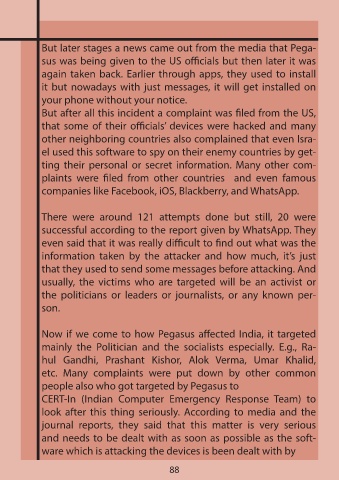 But later stages a news came out from the media that Pega-
sus was being given to the US officials but then later it was
again taken back. Earlier through apps, they used to install
it but nowadays with just messages, it will get installed on
your phone without your notice.
But after all this incident a complaint was filed from the US,
that some of their officials' devices were hacked and many
other neighboring countries also complained that even Isra-
el used this software to spy on their enemy countries by get-
ting their personal or secret information. Many other com-
plaints were filed from other countries and even famous
companies like Facebook, iOS, Blackberry, and WhatsApp.

There were around 121 attempts done but still, 20 were
successful according to the report given by WhatsApp. They
even said that it was really difficult to find out what was the
information taken by the attacker and how much, it's just
that they used to send some messages before attacking. And
usually, the victims who are targeted will be an activist or
the politicians or leaders or journalists, or any known per-
son.

Now if we come to how Pegasus affected India, it targeted
mainly the Politician and the socialists especially. E.g., Ra-
hul Gandhi, Prashant Kishor, Alok Verma, Umar Khalid,
etc. Many complaints were put down by other common
people also who got targeted by Pegasus to
CERT-In (Indian Computer Emergency Response Team) to
look after this thing seriously. According to media and the
journal reports, they said that this matter is very serious
and needs to be dealt with as soon as possible as the soft-
ware which is attacking the devices is been dealt with by
88